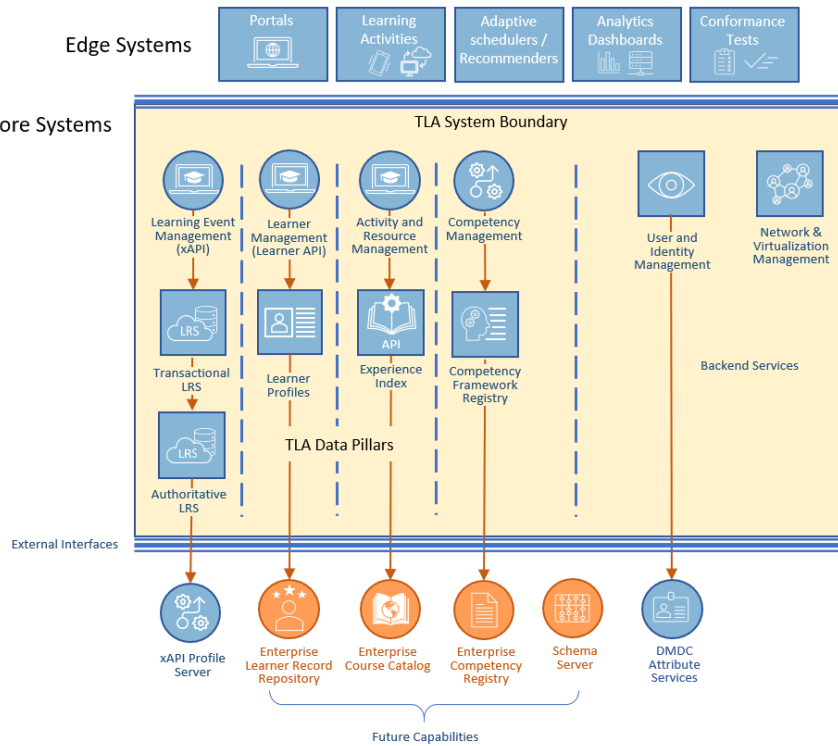 Edge Systems
Portals
Learning
Activities
Adaptive
schedulers /
Recommenders
Analytics
Dashboards
Conformance
Tests
ore Systems
TLA System Boundary
Learning Event
Management
(xAPI)
Learner
Management
(Learner API)
Activity and
Resource
Management
Competency
Management
User and
Identity
Management
Network &
Virtualization
Management
LRS
API
Transactional
LRS
Learner
Profiles
Experience
Index
Competency
Framework
Registry
Backend Services
TLA Data Pillars
LRS
Authoritative
LRS
External Interfaces
xAPI Profile
Server
Enterprise
Learner Record
Repository
Enterprise
Course Catalog
Enterprise
Competency
Registry
Schema
Server
DMDC
Attribute
Services
Future Capabilities